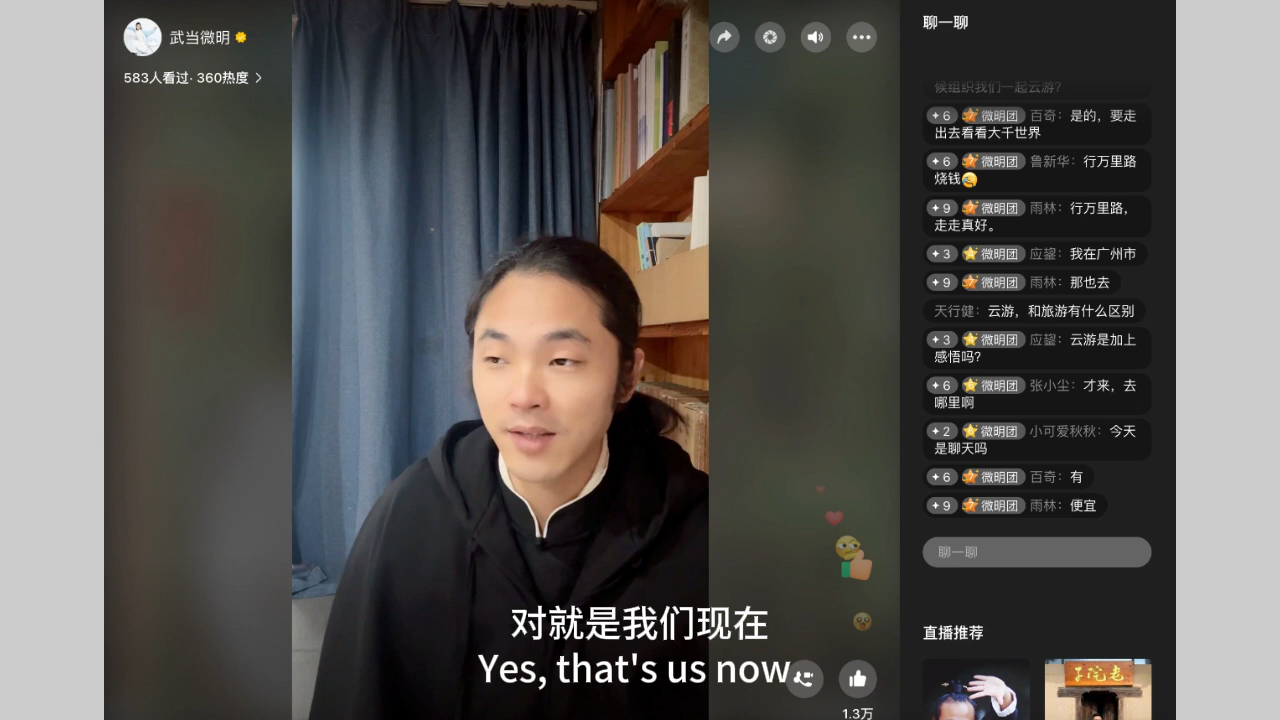 武当微明
583人看过· 360热度 >
对就是我们现在
Yes, that's us now
1.3万
聊一聊
候组织我们一起云游?
6 微明团 百奇: 是的，要走
出去看看大千世界
6 微明团 鲁新华: 行万里路
烧钱
9 微明团 雨林: 行万里路，
走走真好。
3 微明团 应鋆: 我在广州市
9 微明团 雨林: 那也去
天行健: 云游，和旅游有什么区别
3 微明团 应鋆: 云游是加上
感悟吗?
6 微明团 张小尘: 才来，去
哪里啊
2 微明团 小可爱秋秋: 今天
是聊天吗
6 微明团 百奇: 有
9 微明团 雨林: 便宜
聊一聊
直播推荐